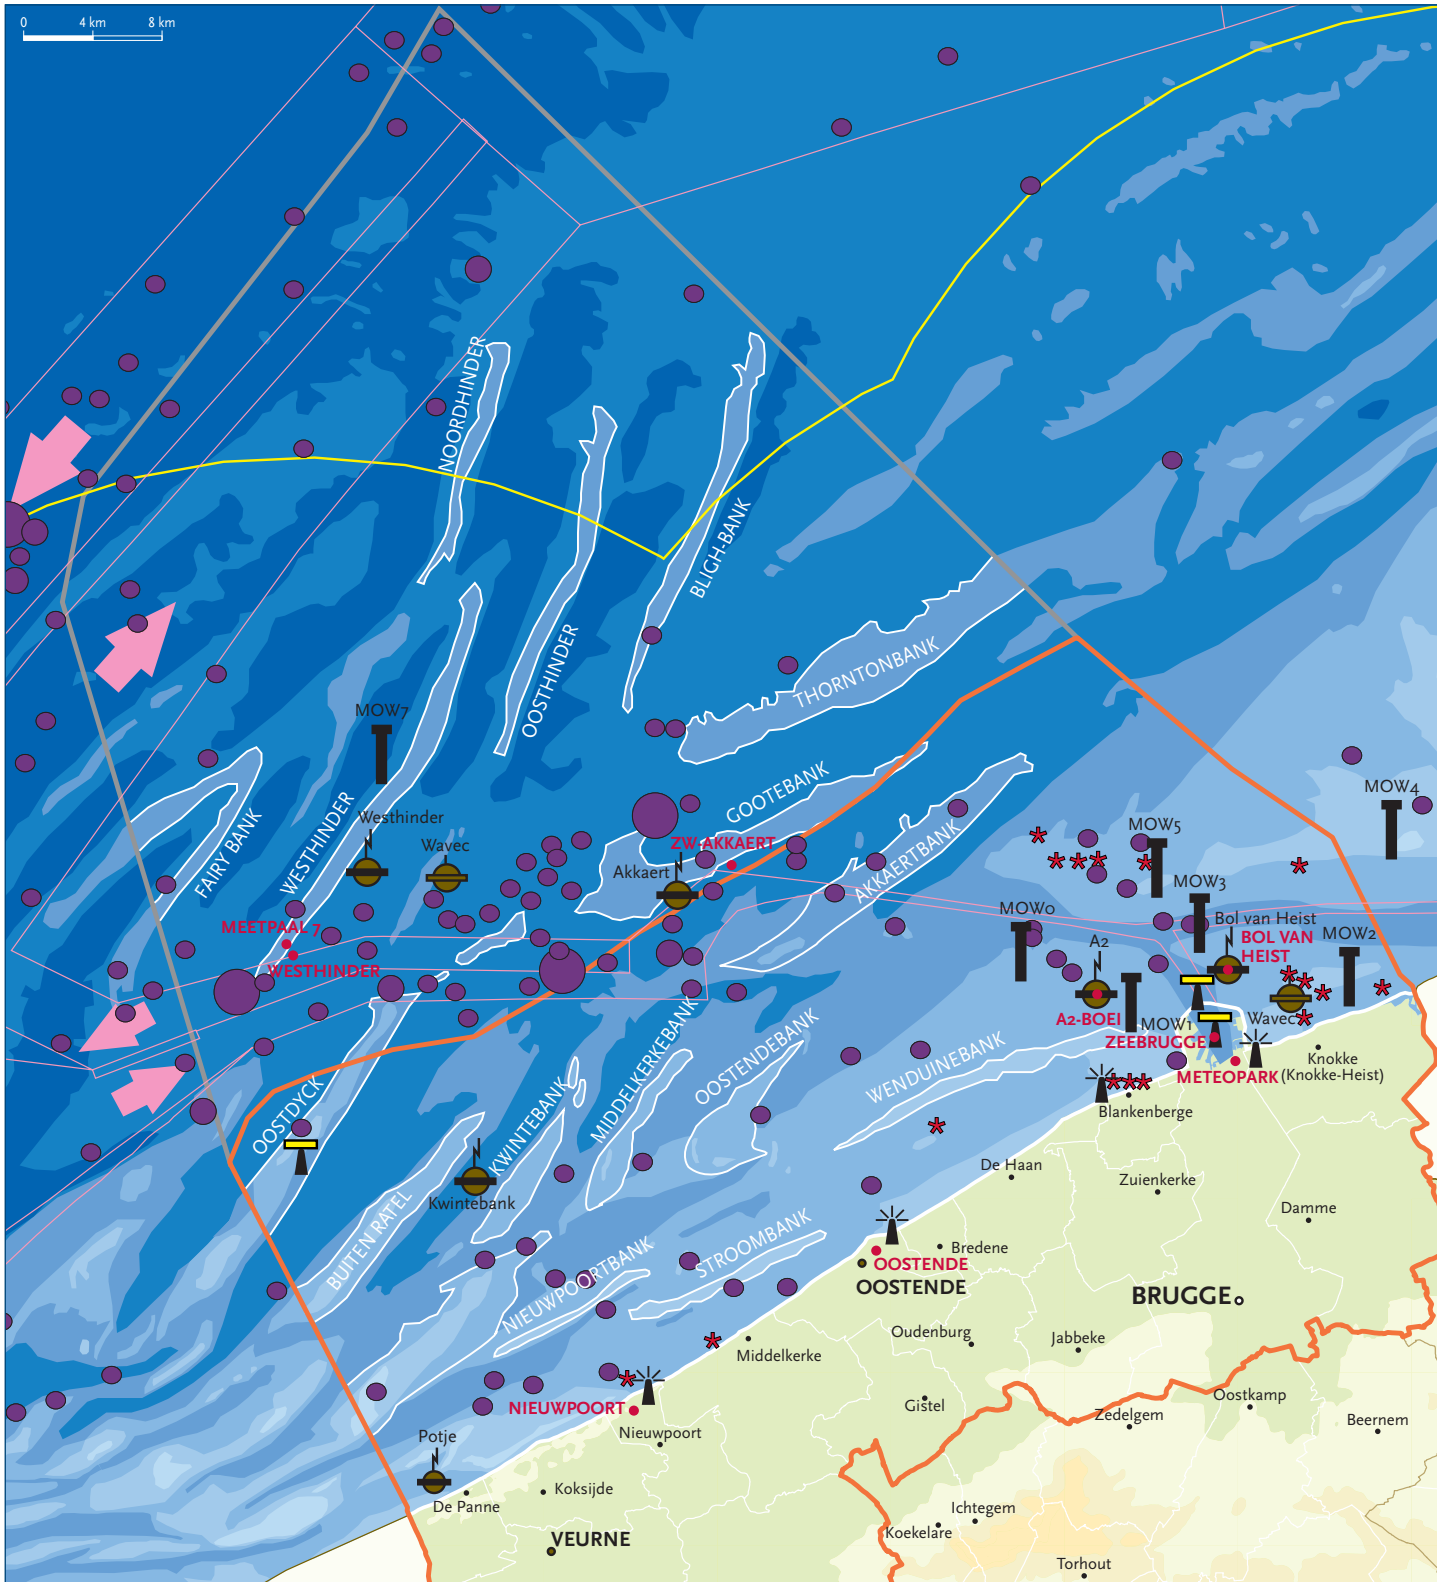 0 4 km 8 km
NOORDHINDER
BLIGH-BANK
OOSTHINDER
THORNTONBANK
MOW7
GOOTEBANK
MOW4
FAIRY BANK
WESTHINDER
Westhinder
Wavec
ZW-AKKAERT
Akkaert
AKKAERTBANK
MOW5
MOW3
MOW0
Bol van Heist
BOL VAN
HEIST
MOW2
A2
MEETPAAL 7
WESTHINDER
A2-BOEI
MOW1
Wavec
ZEEBRUGGE
METEOPARK
Knokke
(Knokke-Heist)
MIDDELKERKEBANK
OOSTENDEBANK
WENDUINEBANK
Blankenberge
OOSTDYCK
KWINTEBANK
Kwintebank
BUITEN RATEL
De Haan
Zuienkerke
Damme
STROOMBANK
NIEUWPOORTBANK
Bredene
OOSTENDE
OOSTENDE
BRUGGE
Oudenburg
Jabbeke
Middelkerke
Gistel
Oostkamp
Zedelgem
Beernem
NIEUWPOORT
Nieuwpoort
Potje
De Panne
Koksijde
Ichtegem
Koekelare
VEURNE
Torhout